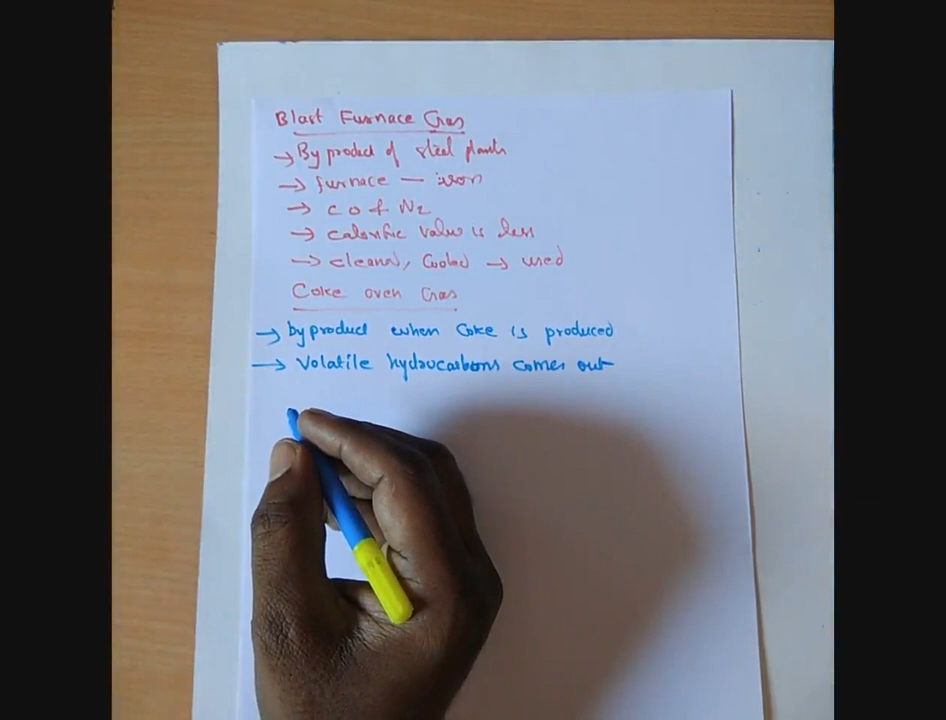 Blast Furnace Gas
→ By product of steel plants
→ furnace — iron
→ CO + N2
→ calorific value is less
→ cleaned, Cooled → used
Coke oven Gas
→ by product when Coke is produced
→ Volatile hydrocarbons comes out